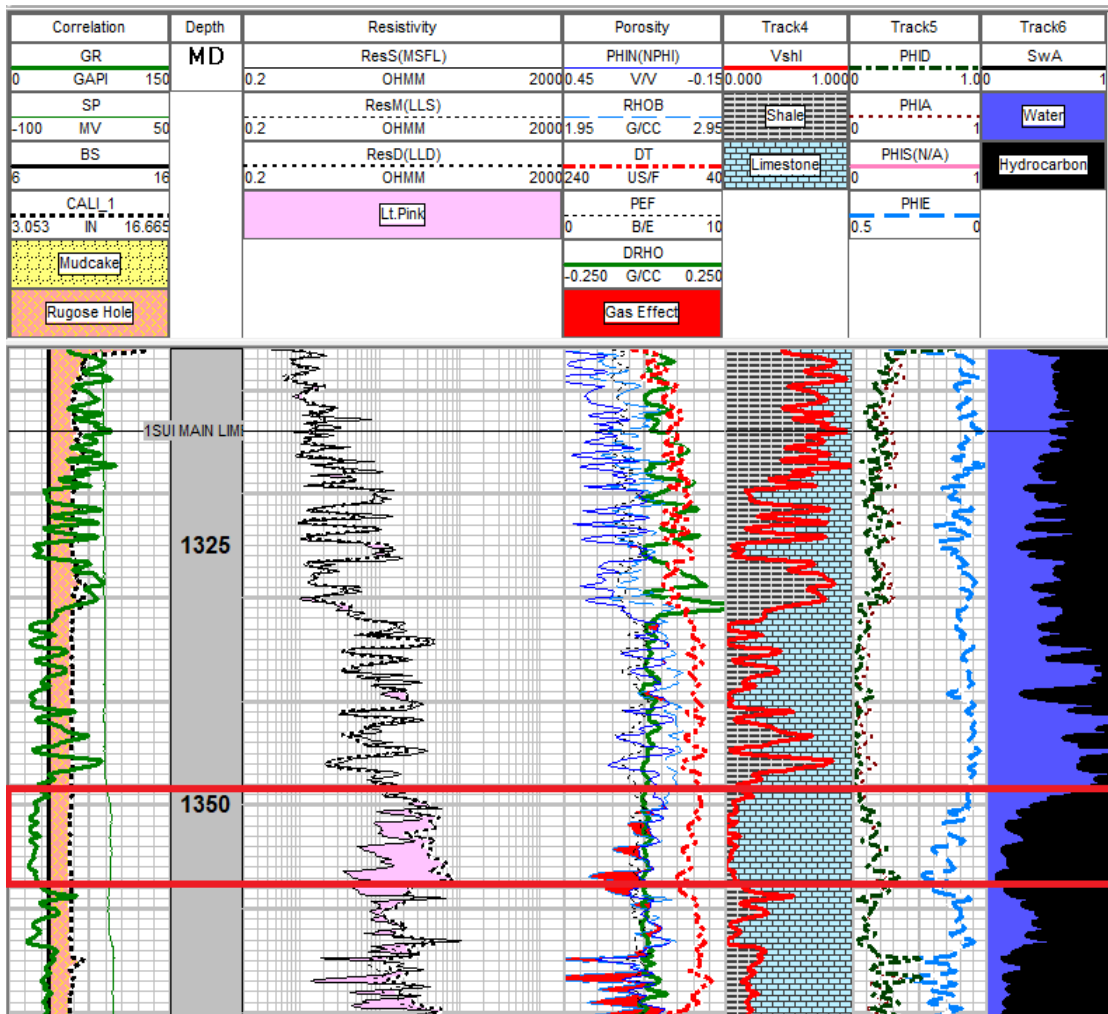 Correlation Depth Resistivity Porosity Track4 Track5 Track6
GR MD ResS(MSFL) PHIN(NPHI) Vshl PHID SwA
0 GAPI 150 0.2 OHMM 2000 0.45 V/V -0.15 0.000 1.000 0 1.0 0 1
SP ResM(LLS) RHOB Shale PHIA Water
-100 MV 50 0.2 OHMM 2000 1.95 G/CC 2.95 0 1
BS ResD(LLD) DT Limestone PHIS(N/A) Hydrocarbon
6 16 0.2 OHMM 2000 240 US/F 40 0 1
CALI_1 Lt.Pink PEF PHIE
3.053 IN 16.665 0 B/E 10 0.5 0
Mudcake DRHO
-0.250 G/CC 0.250
Rugose Hole Gas Effect
1SUI MAIN LIM
1325
1350